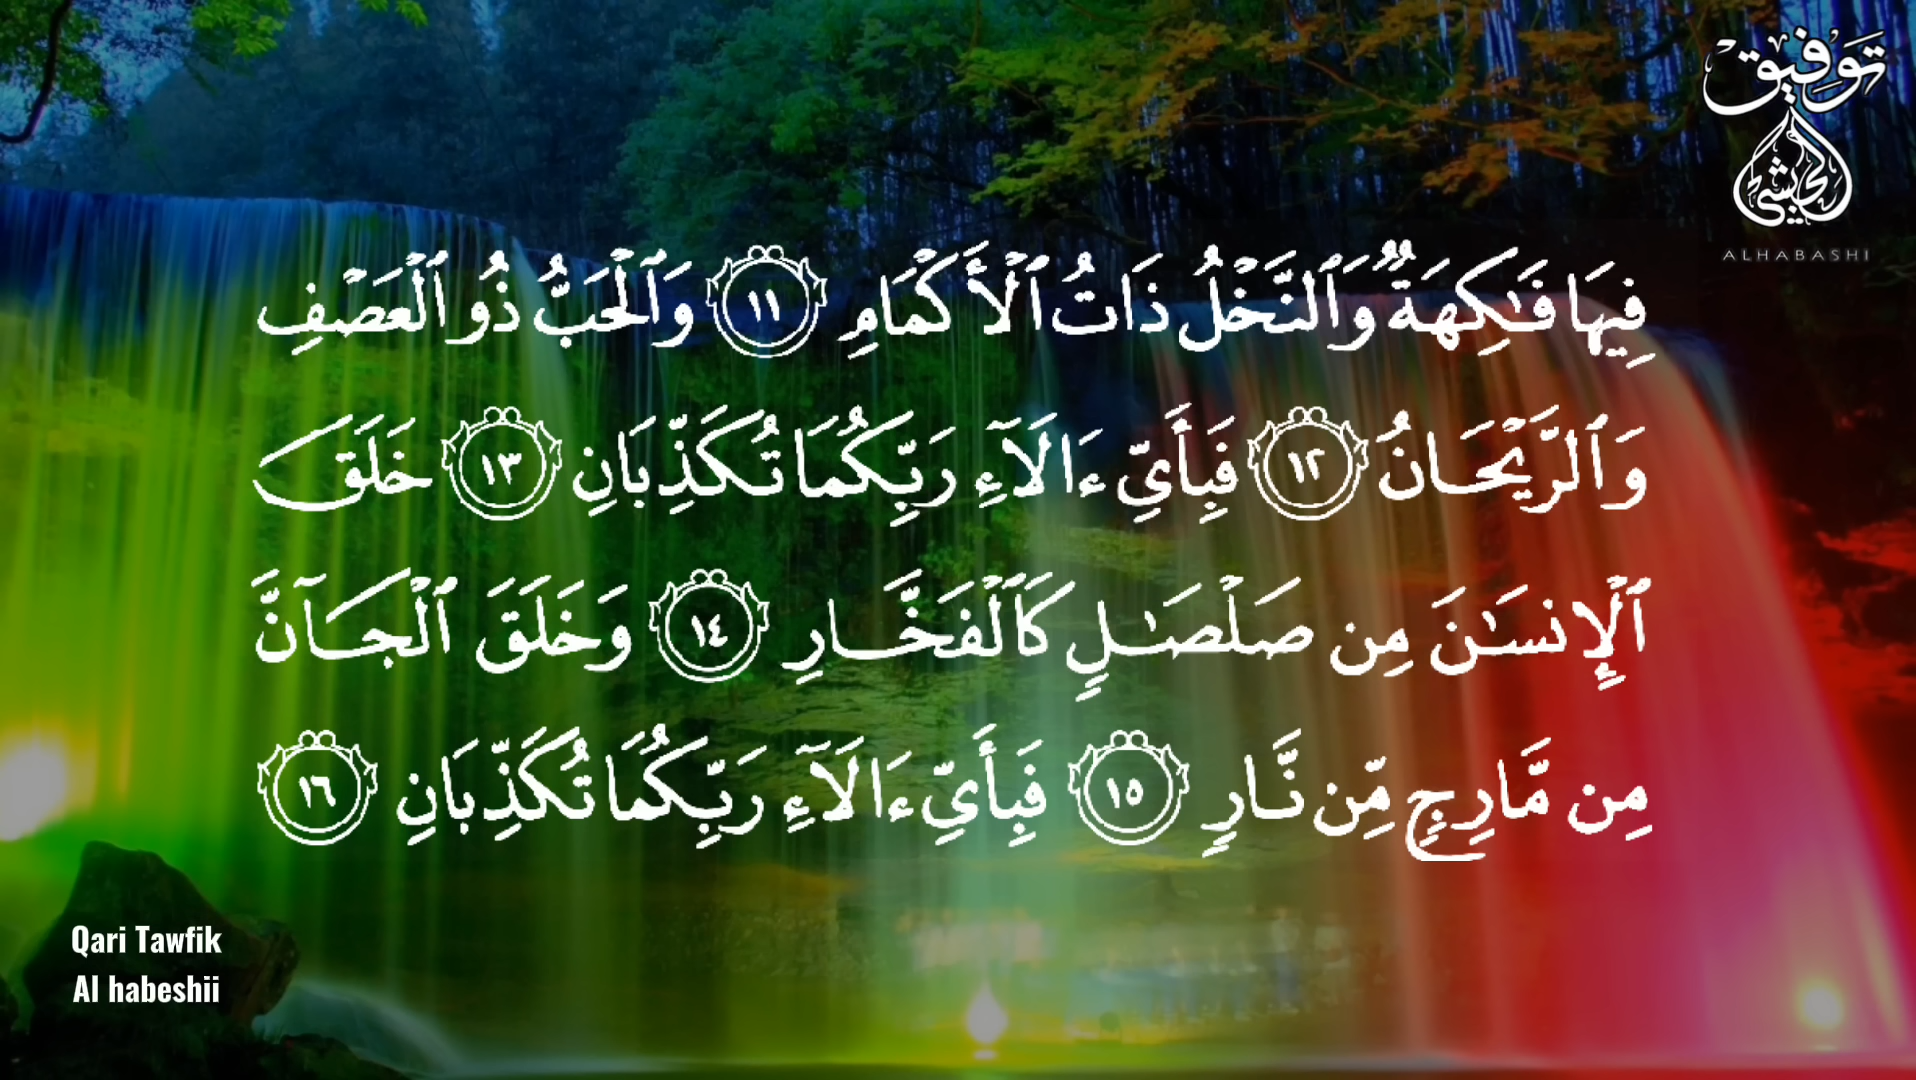 توفيق
الحبشي
ALHABASHI
فِيهَا فَـٰكِهَةٌ وَٱلنَّخْلُ ذَاتُ ٱلْأَكْمَامِ ١١ وَٱلْحَبُّ ذُو ٱلْعَصْفِ
وَٱلرَّيْحَانُ ١٢ فَبِأَيِّ ءَالَآءِ رَبِّكُمَا تُكَذِّبَانِ ١٣ خَلَقَ
ٱلْإِنسَـٰنَ مِن صَلْصَـٰلٍ كَٱلْفَخَّارِ ١٤ وَخَلَقَ ٱلْجَآنَّ
مِن مَّارِجٍ مِّن نَّارٍ ١٥ فَبِأَيِّ ءَالَآءِ رَبِّكُمَا تُكَذِّبَانِ ١٦
Qari Tawfik
Al habeshii